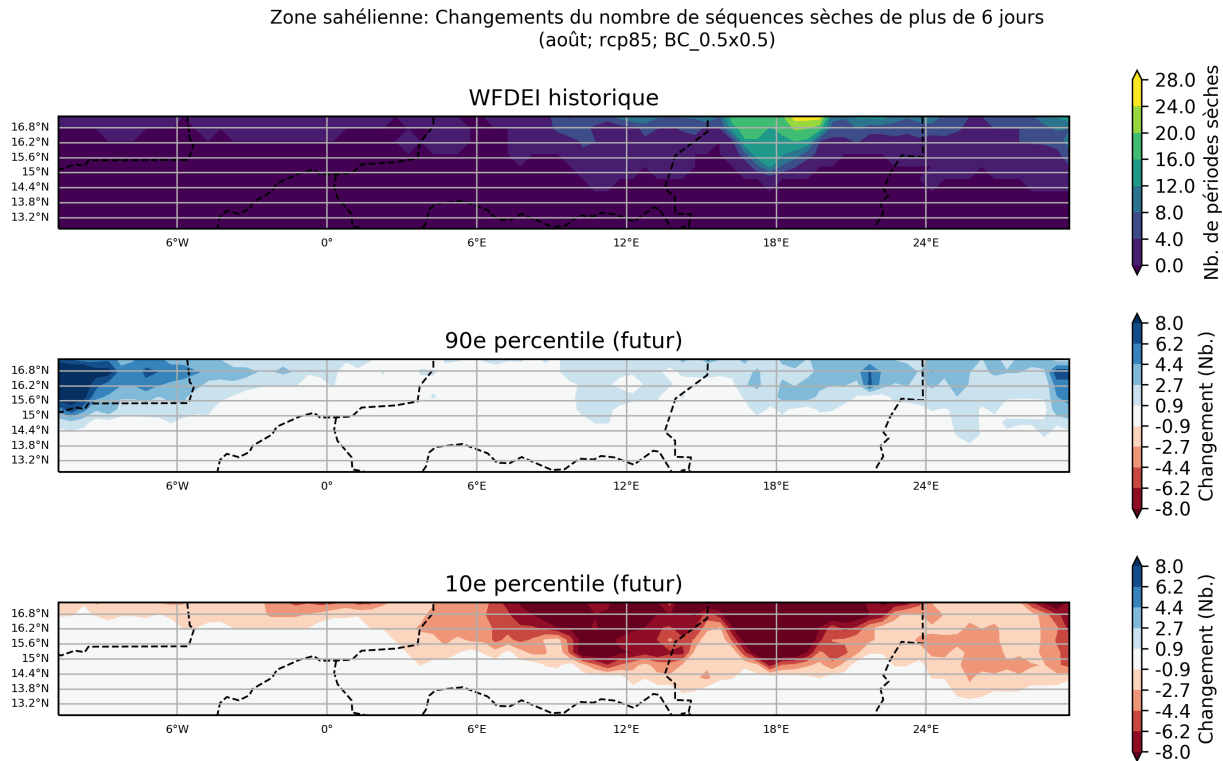 Zone sahélienne: Changements du nombre de séquences sèches de plus de 6 jours
(août; rcp85; BC_0.5x0.5)
WFDEI historique
16.8°N
16.2°N
15.6°N
15°N
14.4°N
13.8°N
13.2°N
6°W
0°
6°E
12°E
18°E
24°E
28.0
24.0
20.0
16.0
12.0
8.0
4.0
0.0
Nb. de périodes sèches
90e percentile (futur)
16.8°N
16.2°N
15.6°N
15°N
14.4°N
13.8°N
13.2°N
6°W
0°
6°E
12°E
18°E
24°E
8.0
6.2
4.4
2.7
0.9
-0.9
-2.7
-4.4
-6.2
-8.0
Changement (Nb.)
10e percentile (futur)
16.8°N
16.2°N
15.6°N
15°N
14.4°N
13.8°N
13.2°N
6°W
0°
6°E
12°E
18°E
24°E
8.0
6.2
4.4
2.7
0.9
-0.9
-2.7
-4.4
-6.2
-8.0
Changement (Nb.)